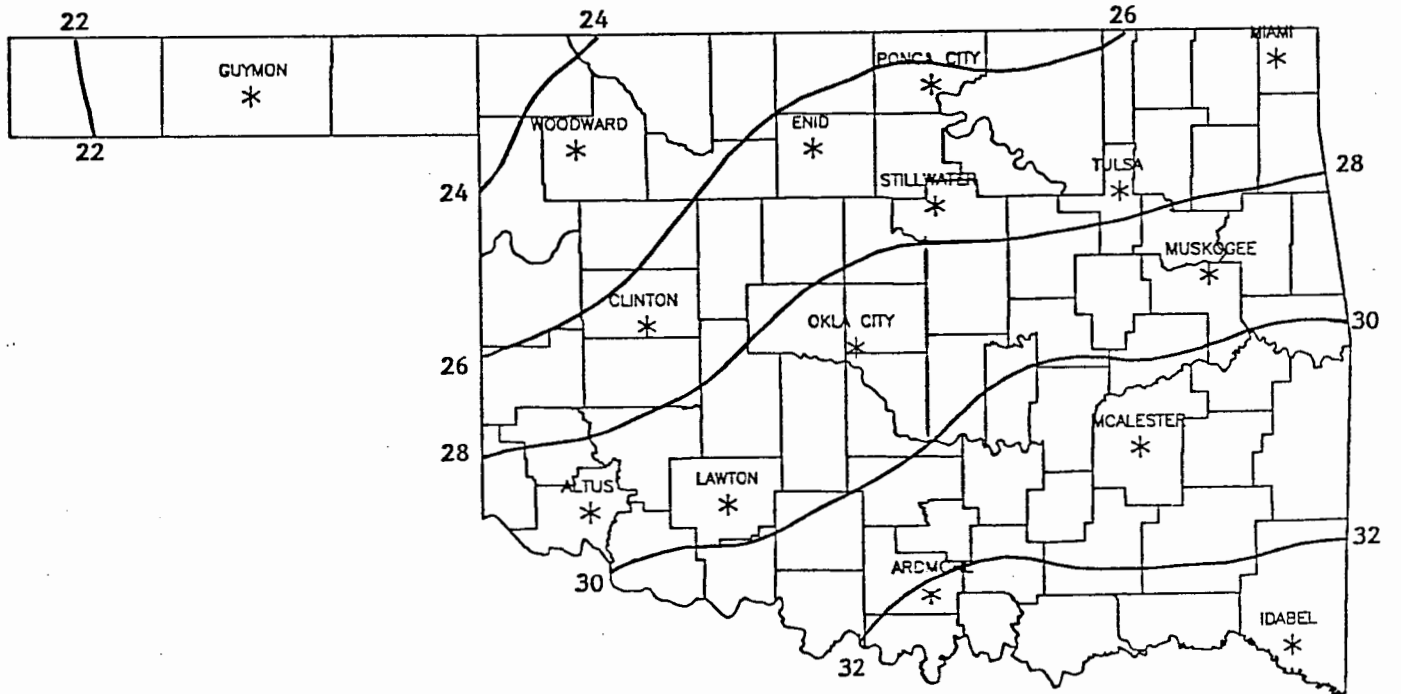 22
24
26
MIAMI
GUYMON
PONCA CITY
WOODWARD
ENID
22
TULSA
28
STILLWATER
24
MUSKOGEE
CLINTON
OKLA CITY
30
26
MCALESTER
28
ALTUS
LAWTON
32
30
ARDMORE
IDABEL
32